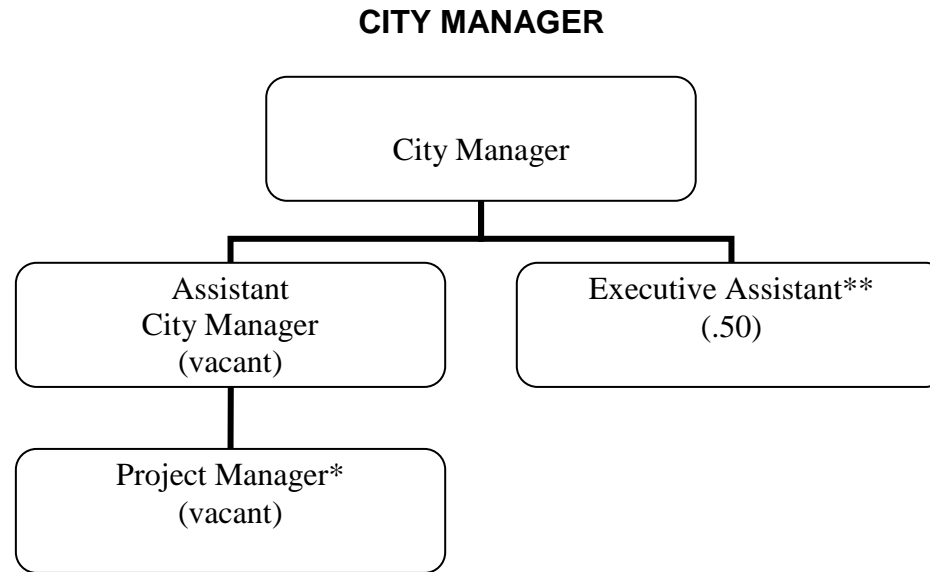 CITY MANAGER
City Manager
Assistant
City Manager
(vacant)
Executive Assistant**
(.50)
Project Manager*
(vacant)